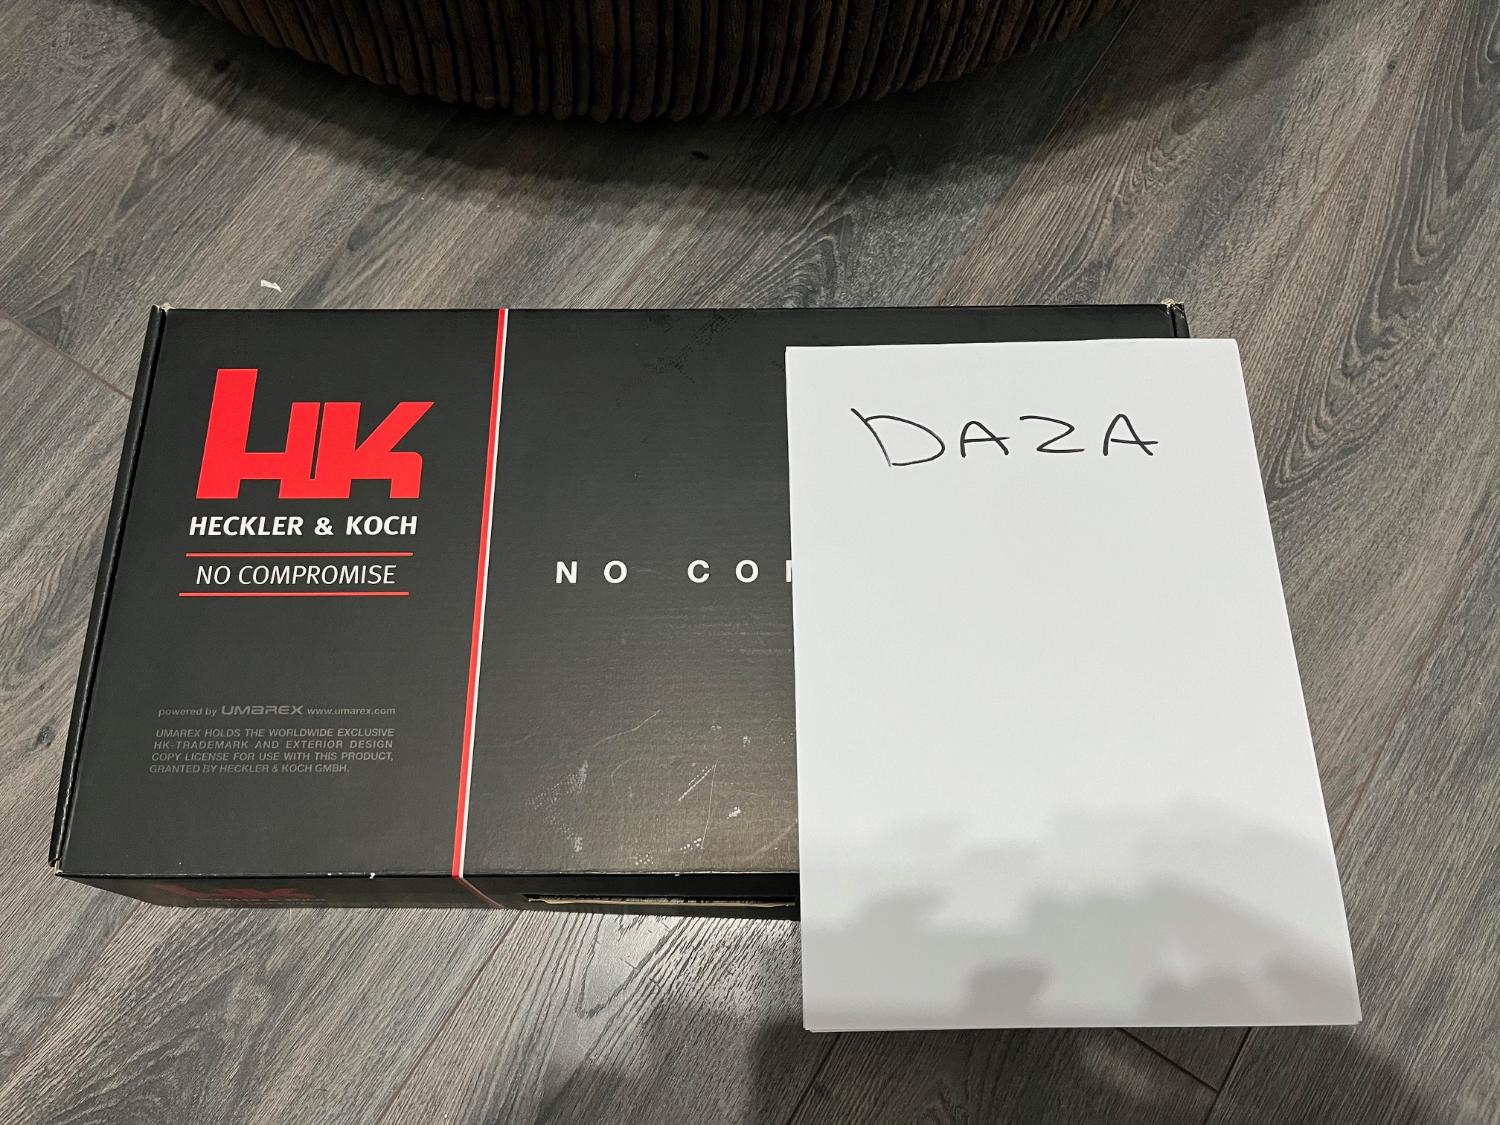 HK
HECKLER & KOCH
NO COMPROMISE
NO CO
powered by UMAREX www.umarex.com
UMAREX HOLDS THE WORLDWIDE EXCLUSIVE
HK-TRADEMARK AND EXTERIOR DESIGN
COPY LICENSE FOR USE WITH THIS PRODUCT,
GRANTED BY HECKLER & KOCH GMBH.
DAZA